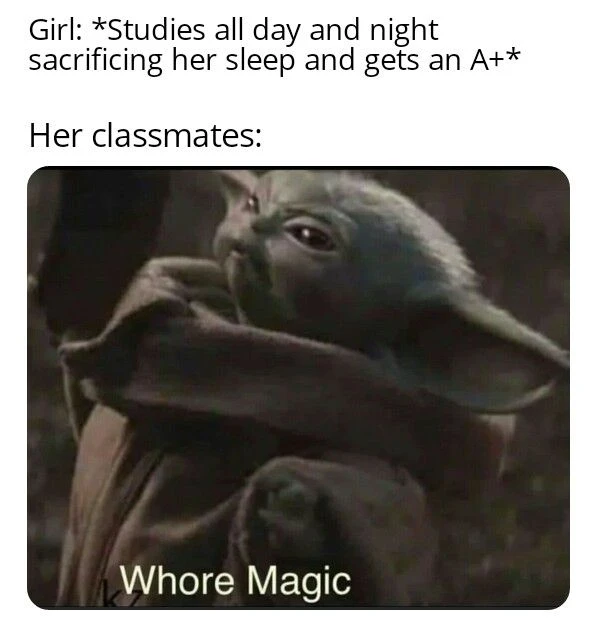 Girl: *Studies all day and night
sacrificing her sleep and gets an A+*
Her classmates:
Whore Magic